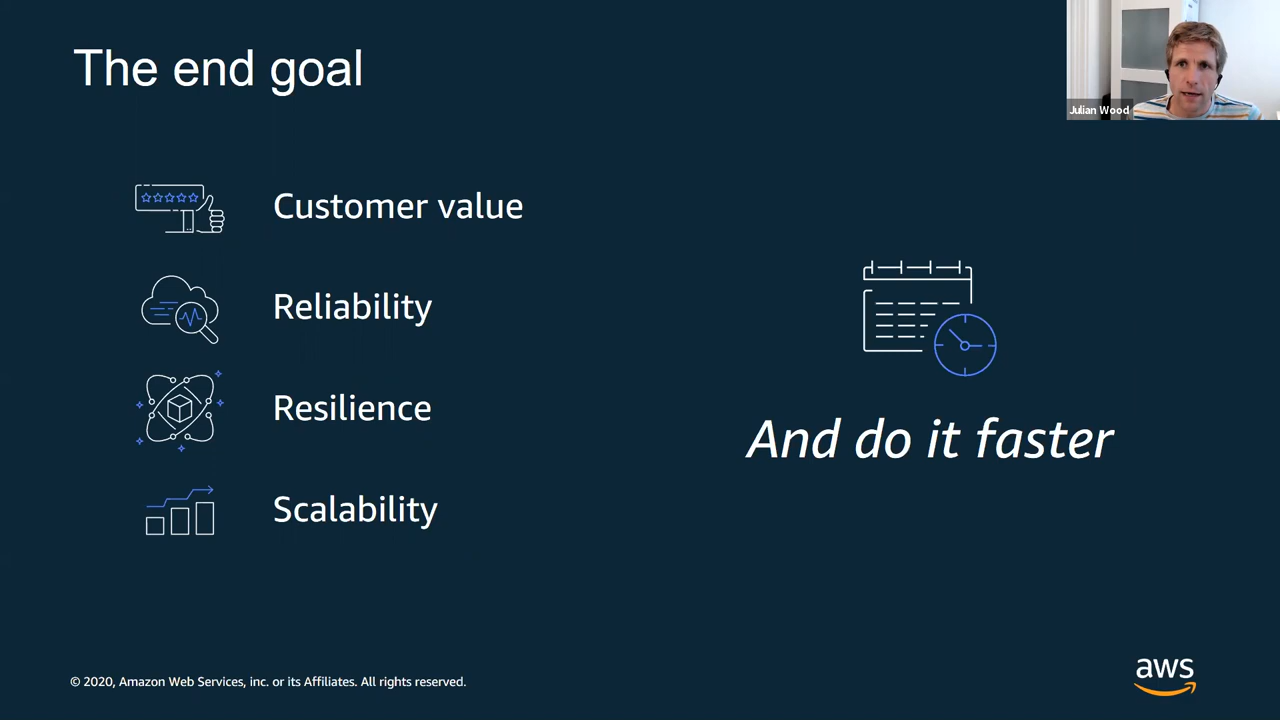 The end goal
Julian Wood
Customer value
Reliability
Resilience
Scalability
And do it faster
© 2020, Amazon Web Services, inc. or its Affiliates. All rights reserved.
aws